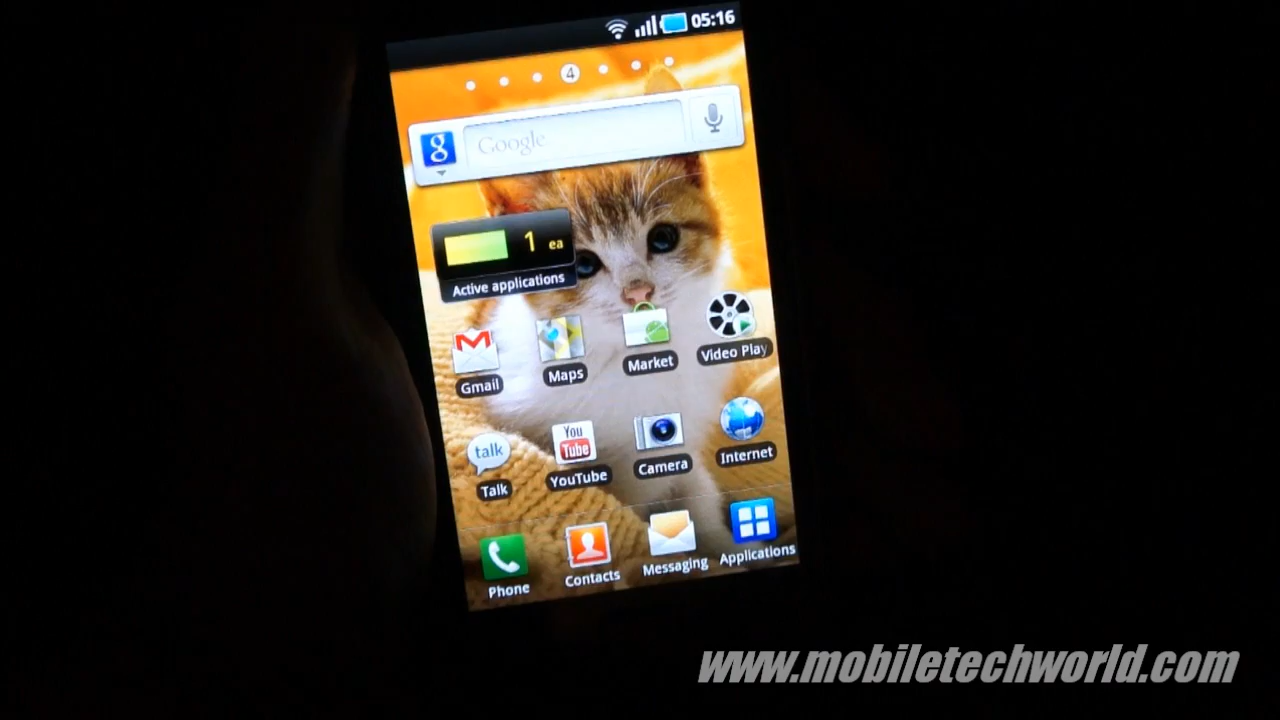 05:16
4
g Google
1 ea
Active applications
Gmail Maps Market Video Play
talk You Tube
Talk YouTube Camera Internet
Phone Contacts Messaging Applications
www.mobiletechworld.com